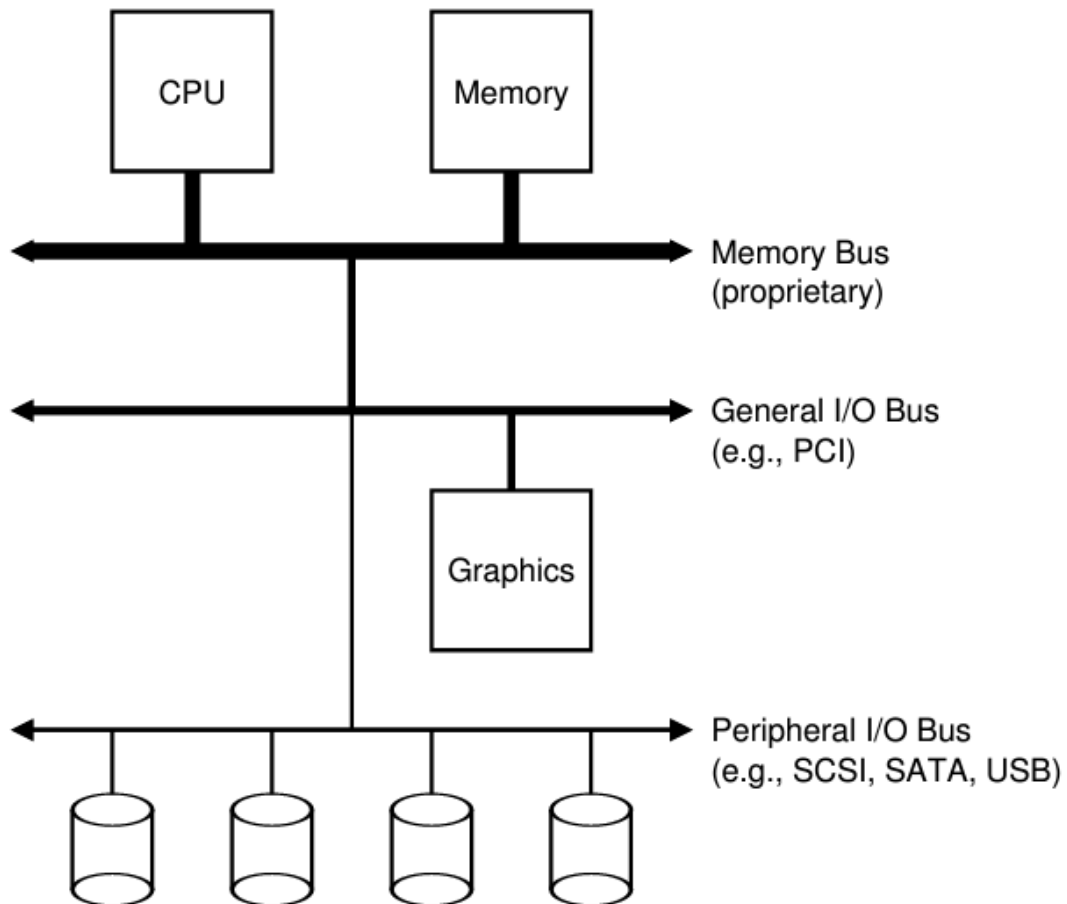 CPU
Memory
Memory Bus
(proprietary)
General I/O Bus
(e.g., PCI)
Graphics
Peripheral I/O Bus
(e.g., SCSI, SATA, USB)